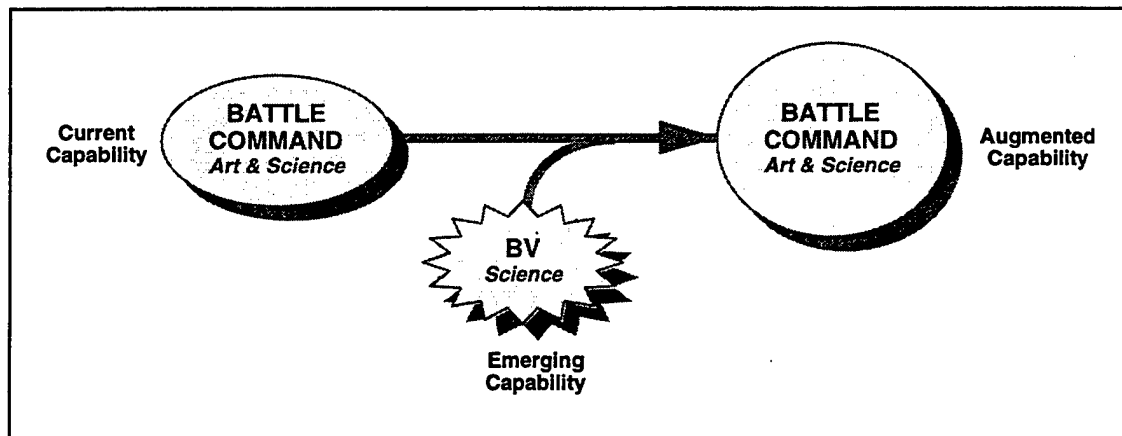 Current
Capability
BATTLE
COMMAND
Art & Science
BV
Science
Emerging
Capability
BATTLE
COMMAND
Art & Science
Augmented
Capability